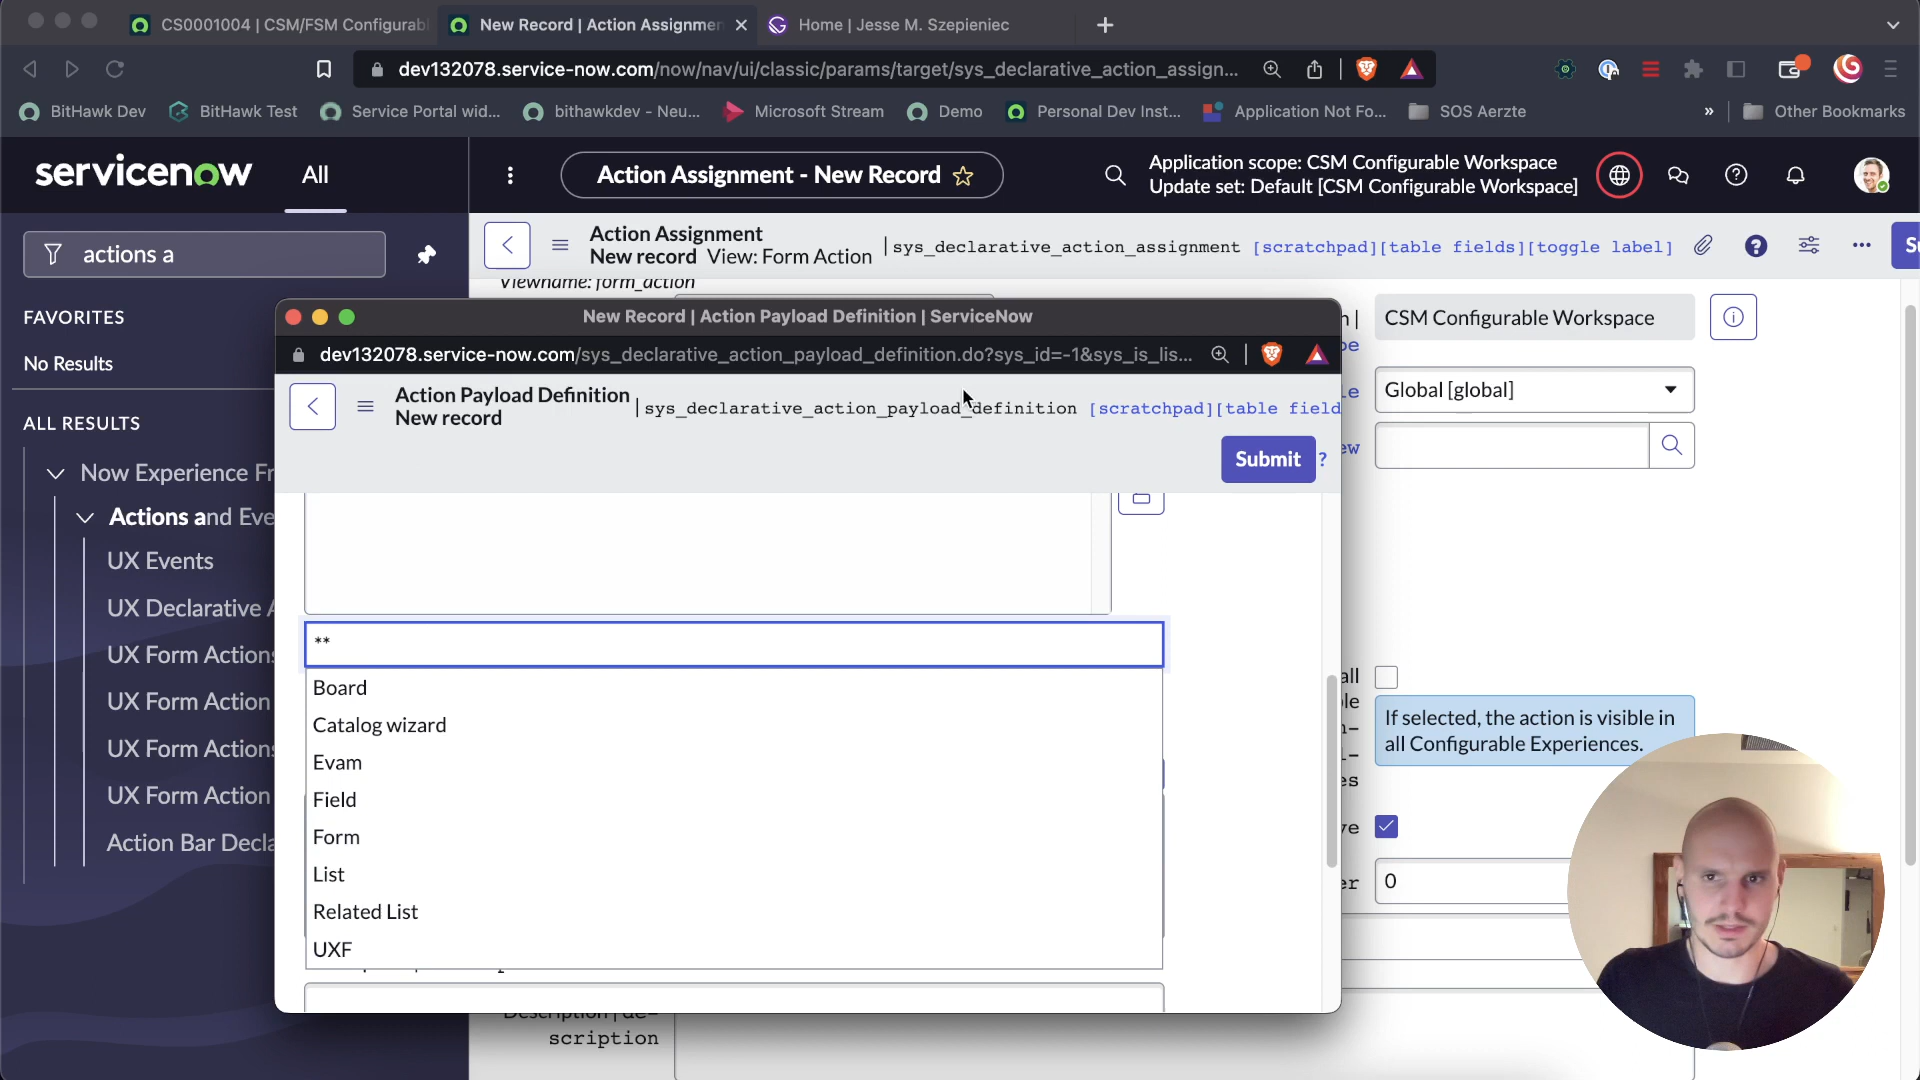 CS0001004 | CSM/FSM Configurabl
New Record | Action Assignmen
Home | Jesse M. Szepieniec
dev132078.service-now.com/now/nav/ui/classic/params/target/sys_declarative_action_assign...
BitHawk Dev
BitHawk Test
Service Portal wid...
bithawkdev - Neu...
Microsoft Stream
Demo
Personal Dev Inst...
Application Not Fo...
SOS Aerzte
»
Other Bookmarks
servicenow
All
Action Assignment - New Record
Application scope: CSM Configurable Workspace
Update set: Default [CSM Configurable Workspace]
actions a
Action Assignment
New record View: Form Action
|sys_declarative_action_assignment [scratchpad][table fields][toggle label]
Su
Viewname: form_action
FAVORITES
No Results
ALL RESULTS
Now Experience Fr
Actions and Eve
UX Events
UX Declarative A
UX Form Actions
UX Form Action
UX Form Actions
UX Form Action
Action Bar Decla
New Record | Action Payload Definition | ServiceNow
dev132078.service-now.com/sys_declarative_action_payload_definition.do?sys_id=-1&sys_is_lis...
Action Payload Definition
New record
|sys_declarative_action_payload_definition [scratchpad][table field
Submit
?
**
Board
Catalog wizard
Evam
Field
Form
List
Related List
UXF
CSM Configurable Workspace
Global [global]
If selected, the action is visible in
all Configurable Experiences.
0
Description | de-
scription